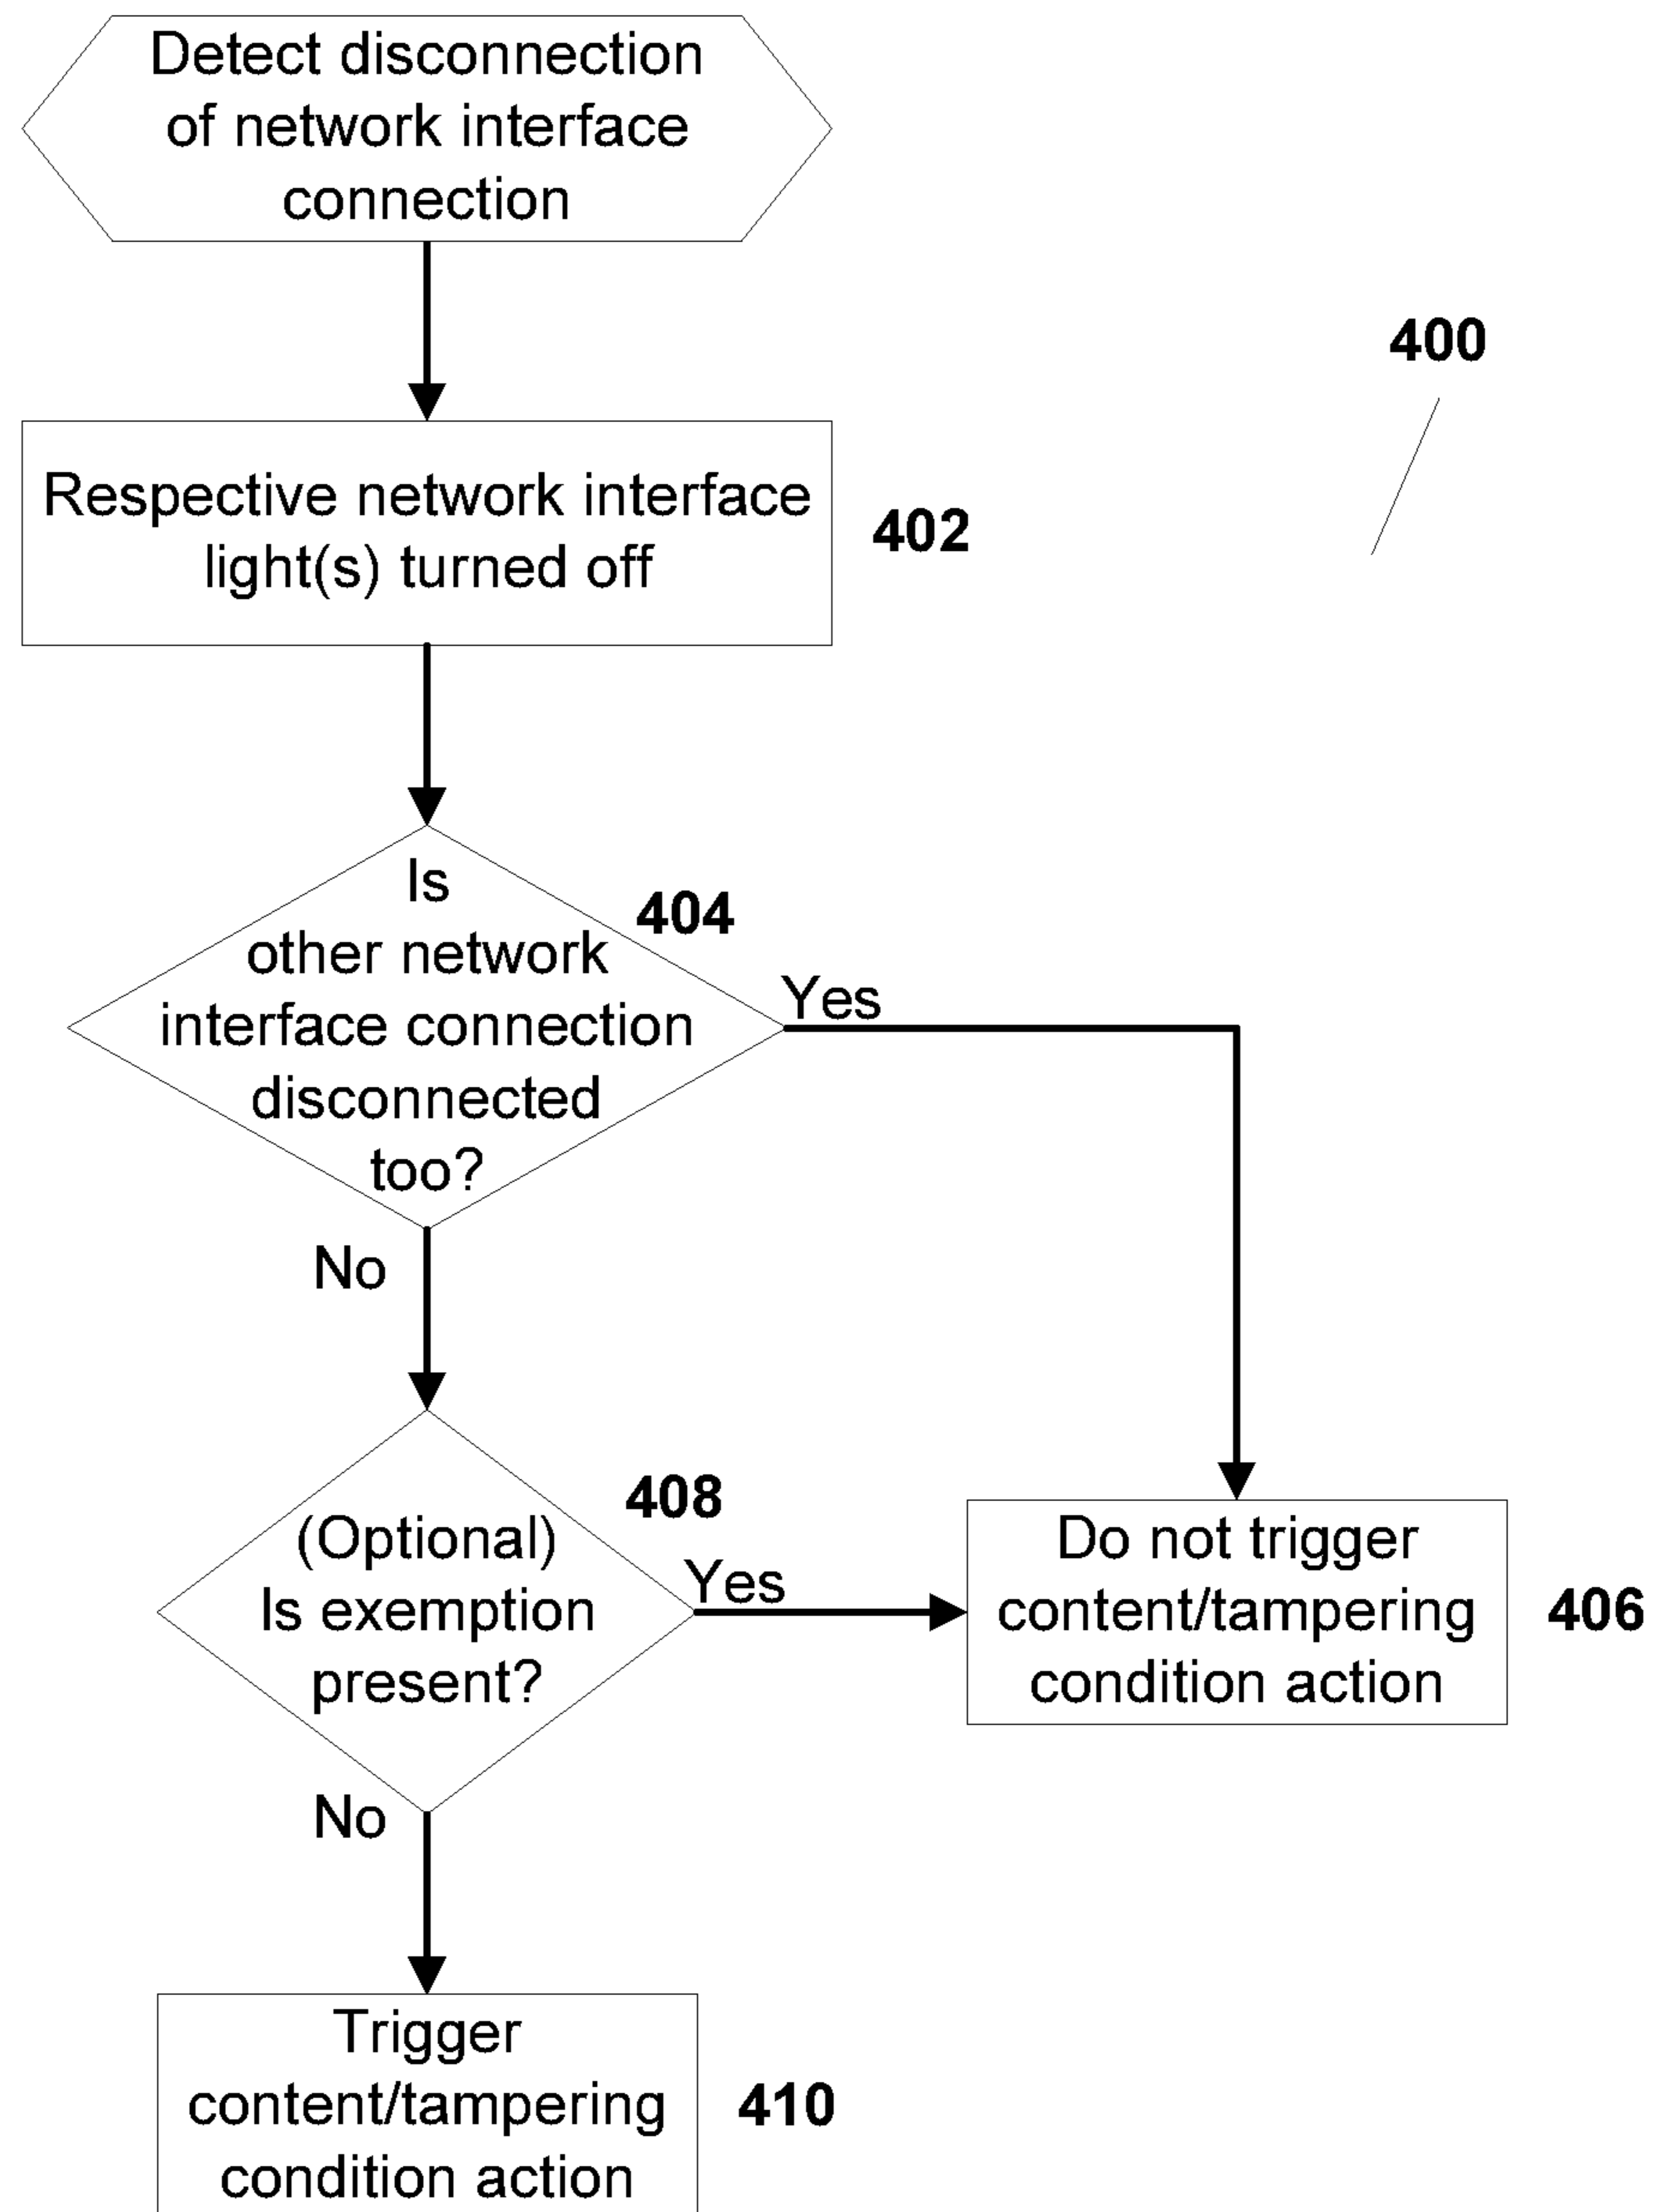 Detect disconnection
of network interface
connection
400
Respective network interface
light(s) turned off
402
Is
other network
interface connection
disconnected
too?
404
Yes
No
(Optional)
Is exemption
present?
408
Yes
Do not trigger
content/tampering
condition action
406
No
Trigger
content/tampering
condition action
410